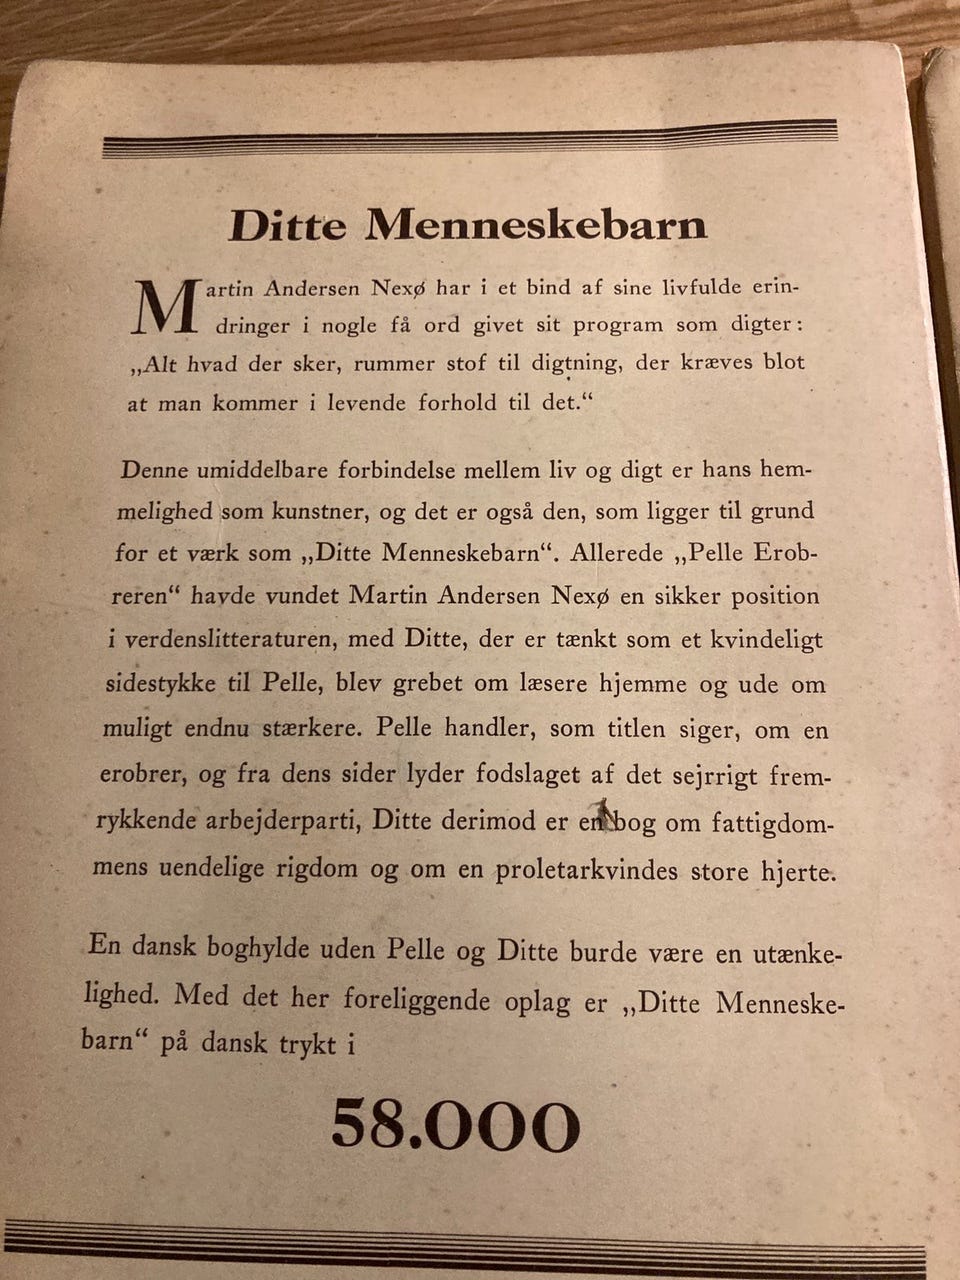 Ditte Menneskebarn
Martin Andersen Nexø har i et bind af sine livfulde erin-
dringer i nogle få ord givet sit program som digter:
„Alt hvad der sker, rummer stof til digtning, der kræves blot
at man kommer i levende forhold til det.“
Denne umiddelbare forbindelse mellem liv og digt er hans hem-
melighed som kunstner, og det er også den, som ligger til grund
for et værk som „Ditte Menneskebarn“. Allerede „Pelle Erob-
reren“ havde vundet Martin Andersen Nexø en sikker position
i verdenslitteraturen, med Ditte, der er tænkt som et kvindeligt
sidestykke til Pelle, blev grebet om læsere hjemme og ude om
muligt endnu stærkere. Pelle handler, som titlen siger, om en
erobrer, og fra dens sider lyder fodslaget af det sejrrigt frem-
rykkende arbejderparti, Ditte derimod er en bog om fattigdom-
mens uendelige rigdom og om en proletarkvindes store hjerte.
En dansk boghylde uden Pelle og Ditte burde være en utænke-
lighed. Med det her foreliggende oplag er „Ditte Menneske-
barn“ på dansk trykt i
58.000